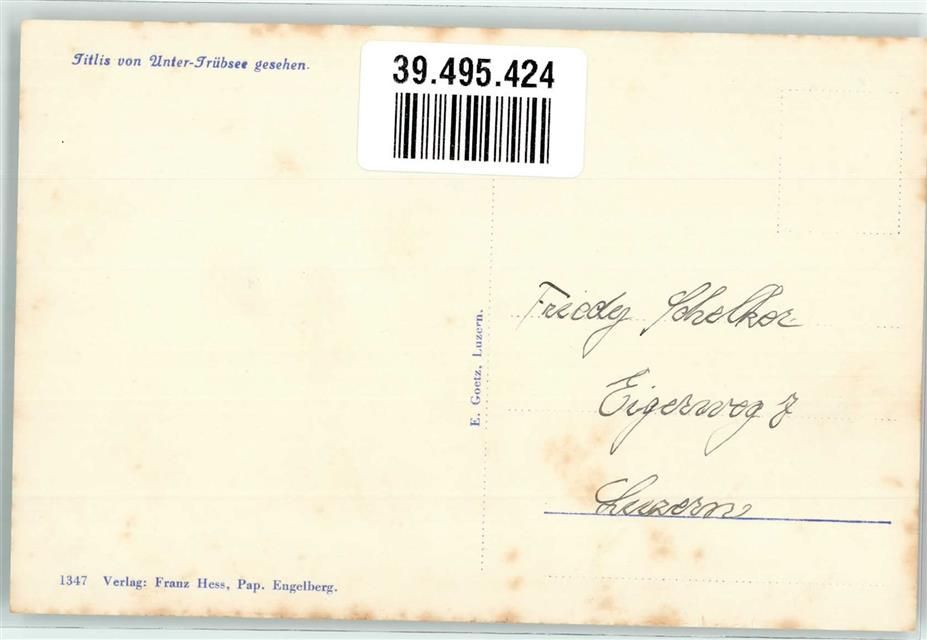 Titlis von Unter-Trübsee gesehen.
39.495.424
E. Goetz, Luzern.
Friedy Schelker
Eigerweg 7
Luzern
1347 Verlag: Franz Hess, Pap. Engelberg.